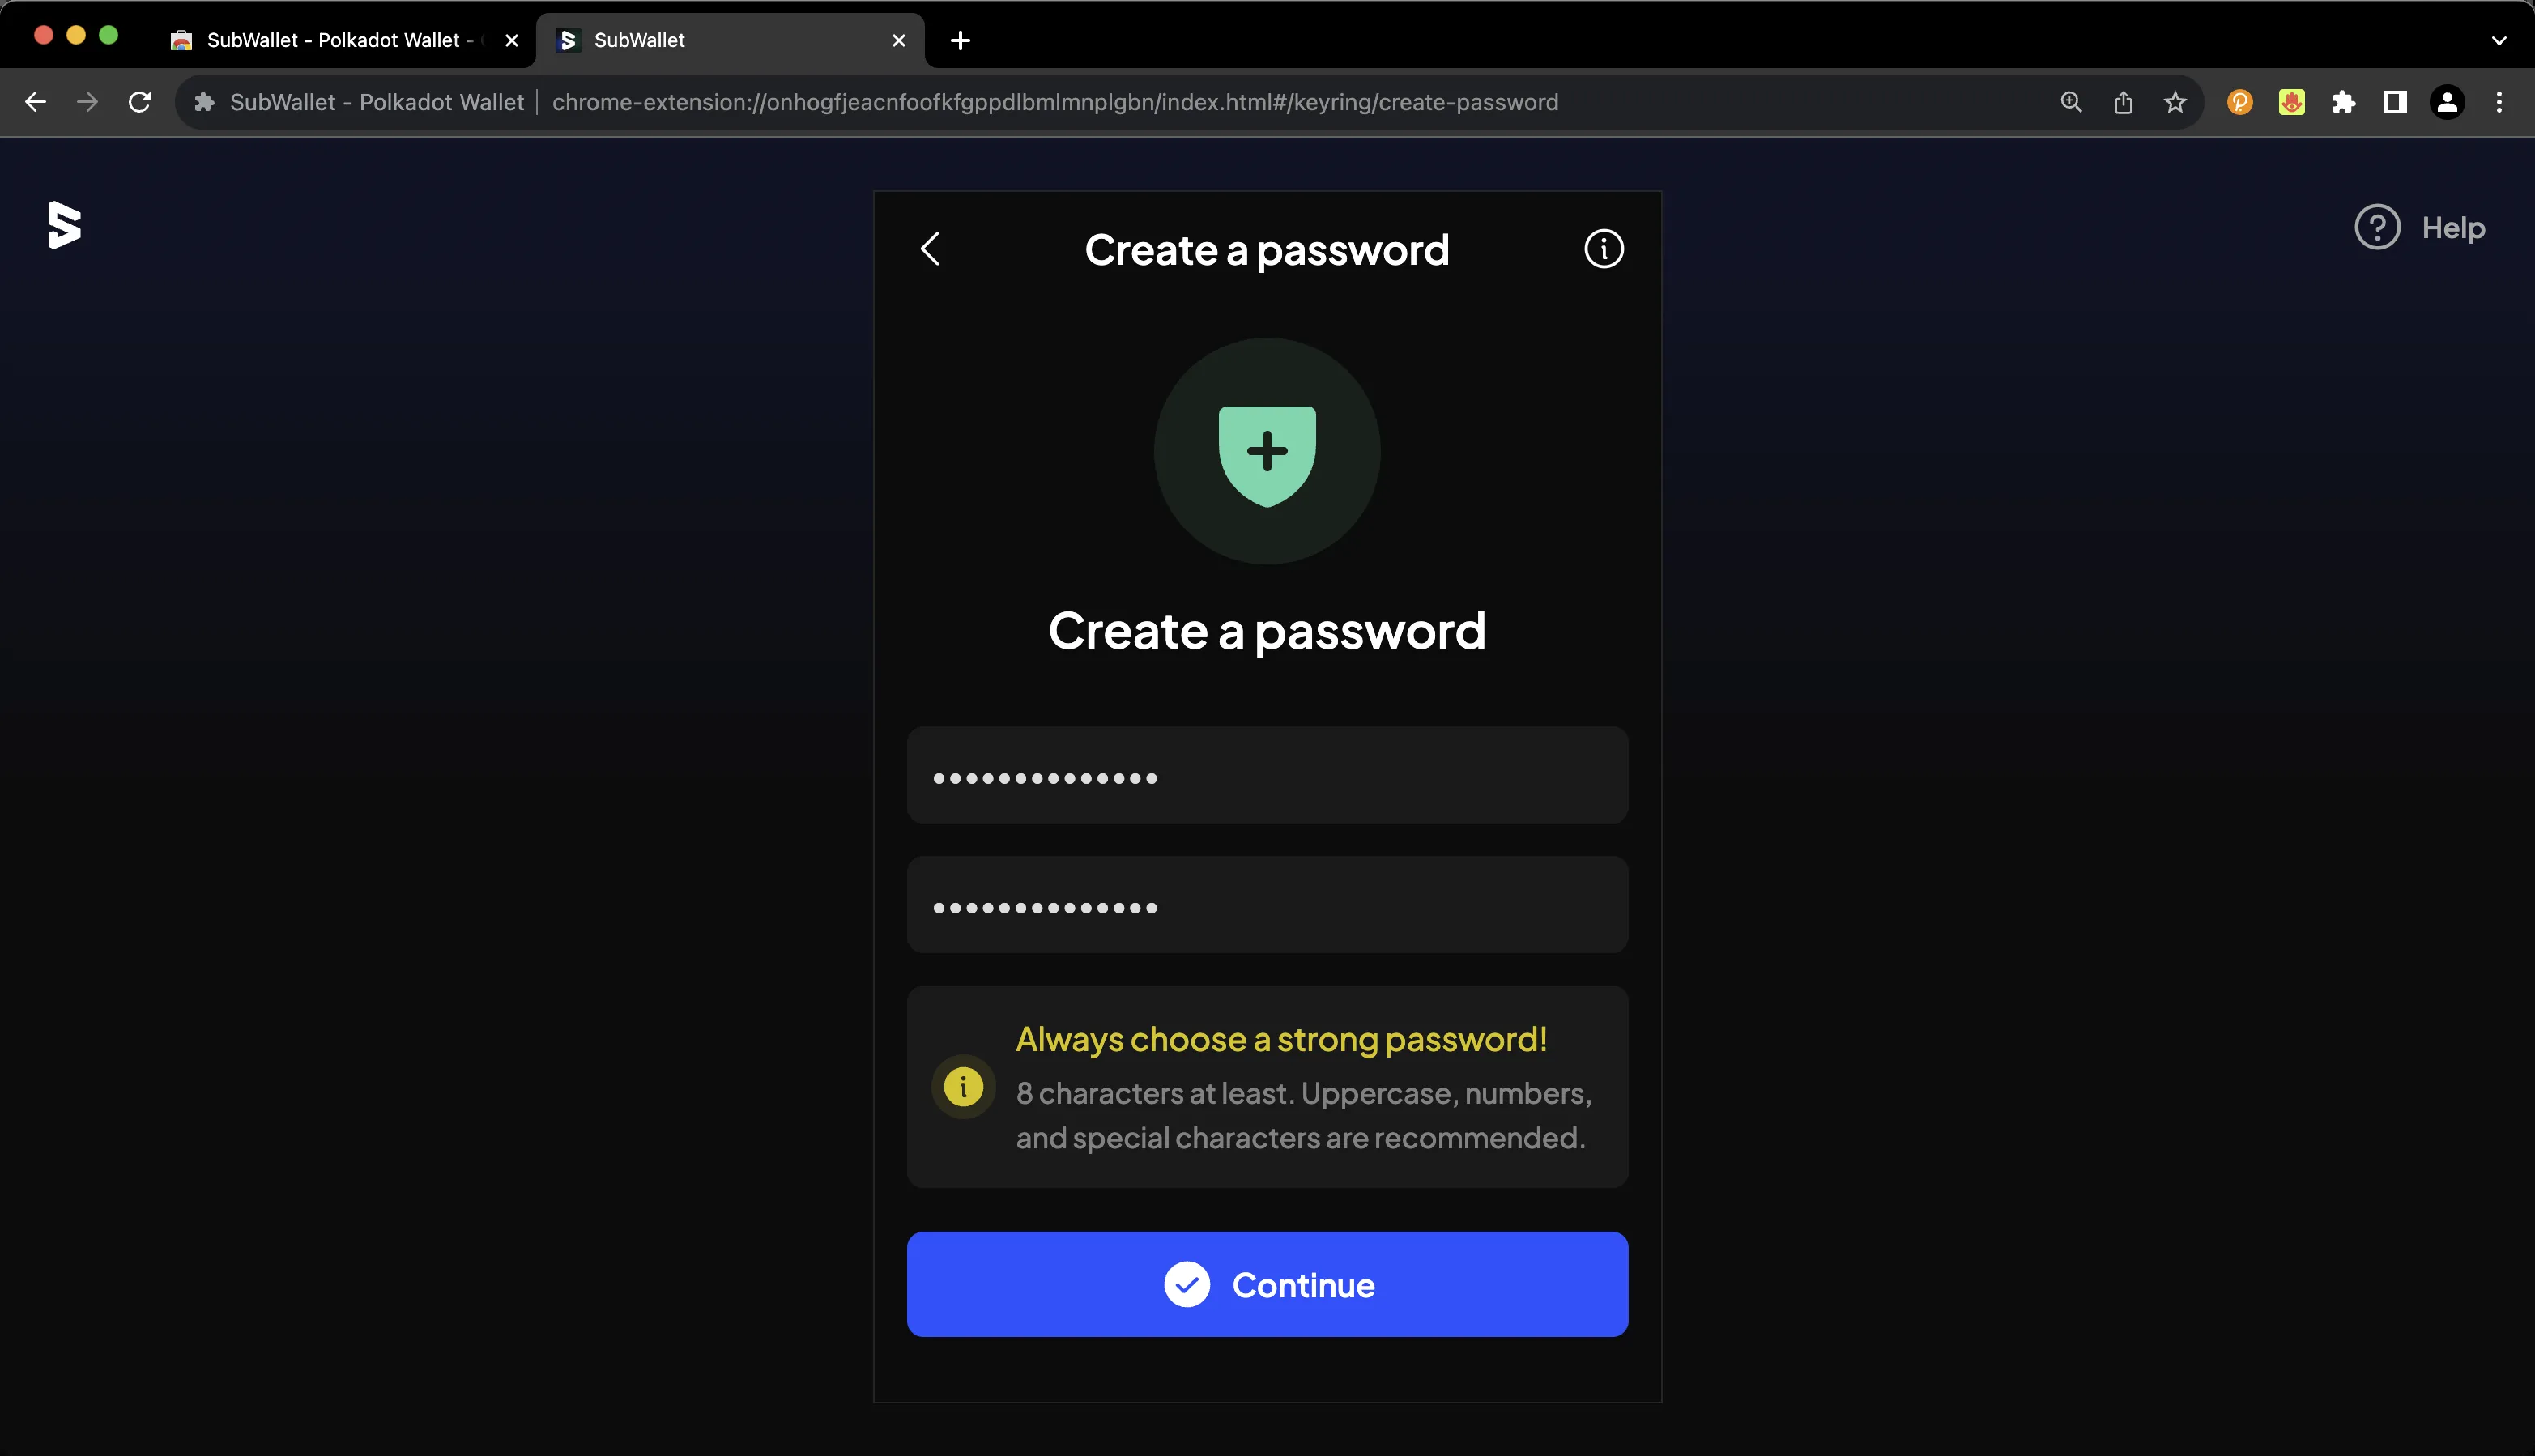 SubWallet - Polkadot Wallet -
SubWallet
SubWallet - Polkadot Wallet
chrome-extension://onhogfjeacnfoofkfgppdlbmlmnplgbn/index.html#/keyring/create-password
Help
Create a password
Create a password
••••••••••••••
••••••••••••••
Always choose a strong password!
8 characters at least. Uppercase, numbers,
and special characters are recommended.
Continue